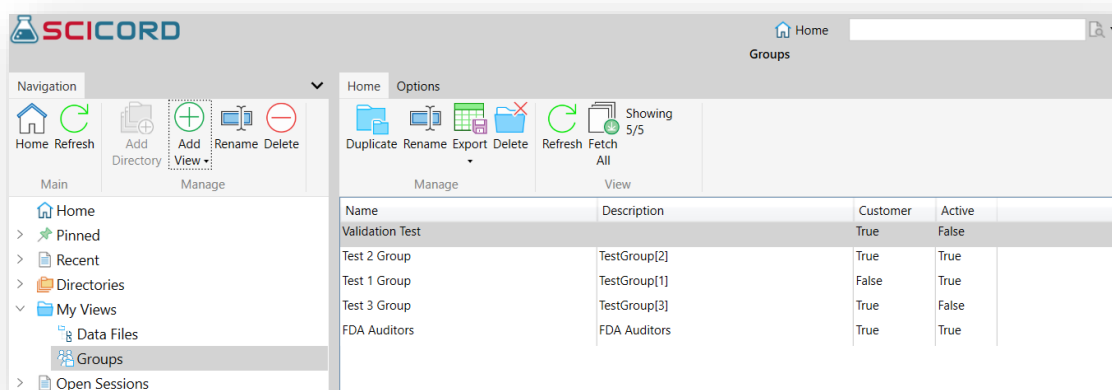 SCICORD
Home
Groups
Navigation
Home Options
Home Refresh Add Directory Add View Rename Delete
Main Manage
Duplicate Rename Export Delete Refresh Fetch All Showing 5/5
Manage View
Home
Pinned
Recent
Directories
My Views
Data Files
Groups
Open Sessions
Name Description Customer Active
Validation Test True False
Test 2 Group TestGroup[2] True True
Test 1 Group TestGroup[1] False True
Test 3 Group TestGroup[3] True False
FDA Auditors FDA Auditors True True